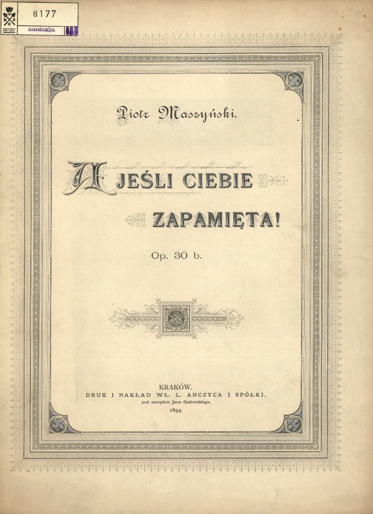 8177
musicalia
Piotr Maszyński.
A JEŚLI CIEBIE
ZAPAMIĘTA!
Op. 30 b.
KRAKÓW,
DRUK I NAKŁAD WŁ. L. ANCZYCA I SPÓŁKI,
pod zarządem Jana Gadowskiego.
1894.